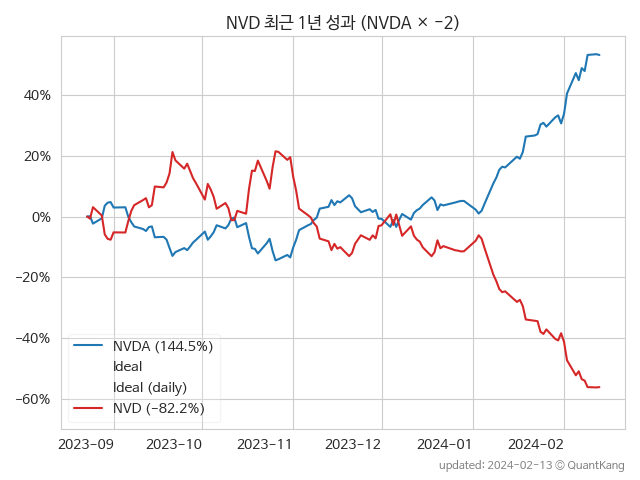 NVD 최근 1년 성과 (NVDA × −2)
40%
20%
0%
−20%
−40%
−60%
NVDA (144.5%)
Ideal
Ideal (daily)
NVD (−82.2%)
2023−09 2023−10 2023−11 2023−12 2024−01 2024−02
updated: 2024−02−13 © QuantKang